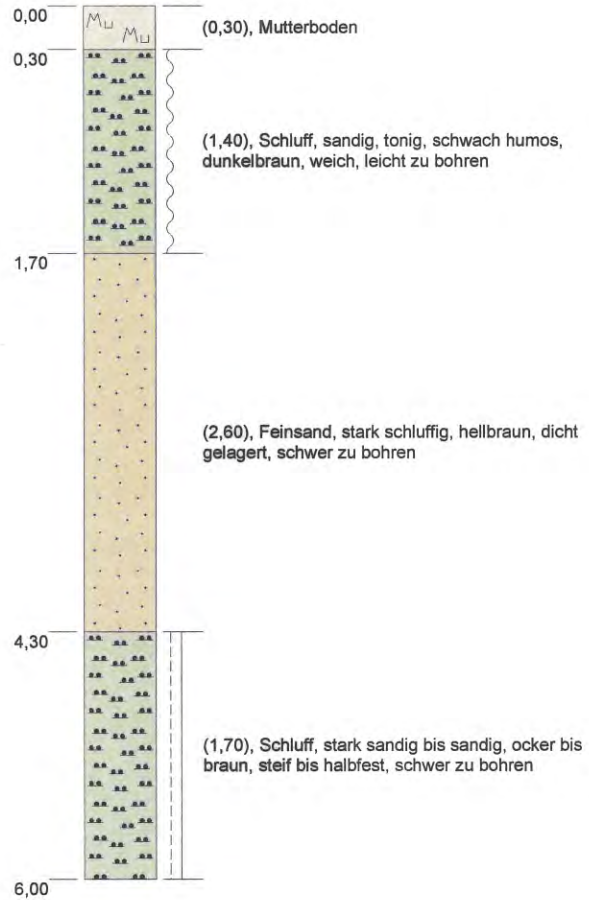 0,00
Mu Mu
(0,30), Mutterboden
0,30
(1,40), Schluff, sandig, tonig, schwach humos,
dunkelbraun, weich, leicht zu bohren
1,70
(2,60), Feinsand, stark schluffig, hellbraun, dicht
gelagert, schwer zu bohren
4,30
(1,70), Schluff, stark sandig bis sandig, ocker bis
braun, steif bis halbfest, schwer zu bohren
6,00